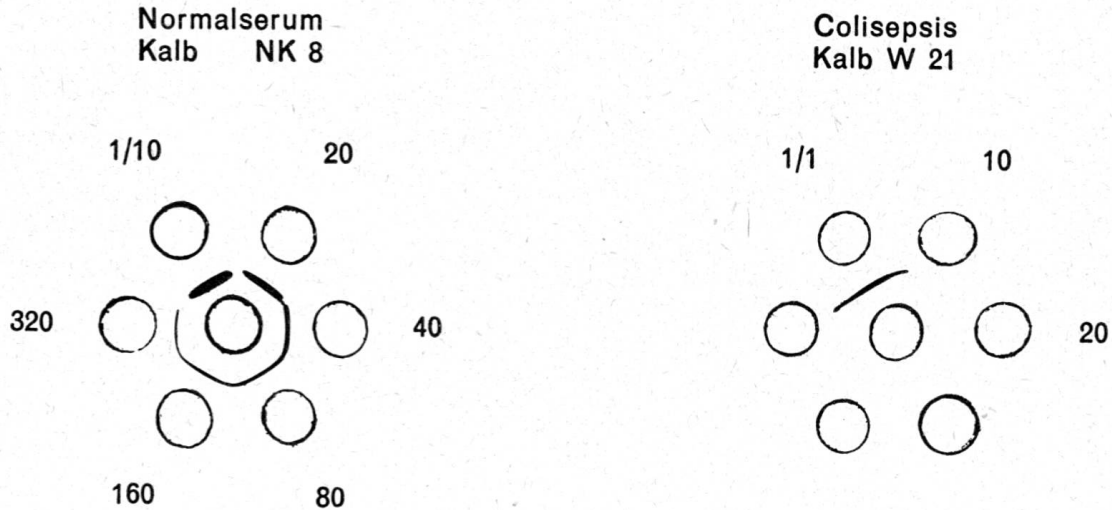 Normalserum
Kalb NK 8
1/10 20
320 40
160 80
Colisepsis
Kalb W 21
1/1 10
20